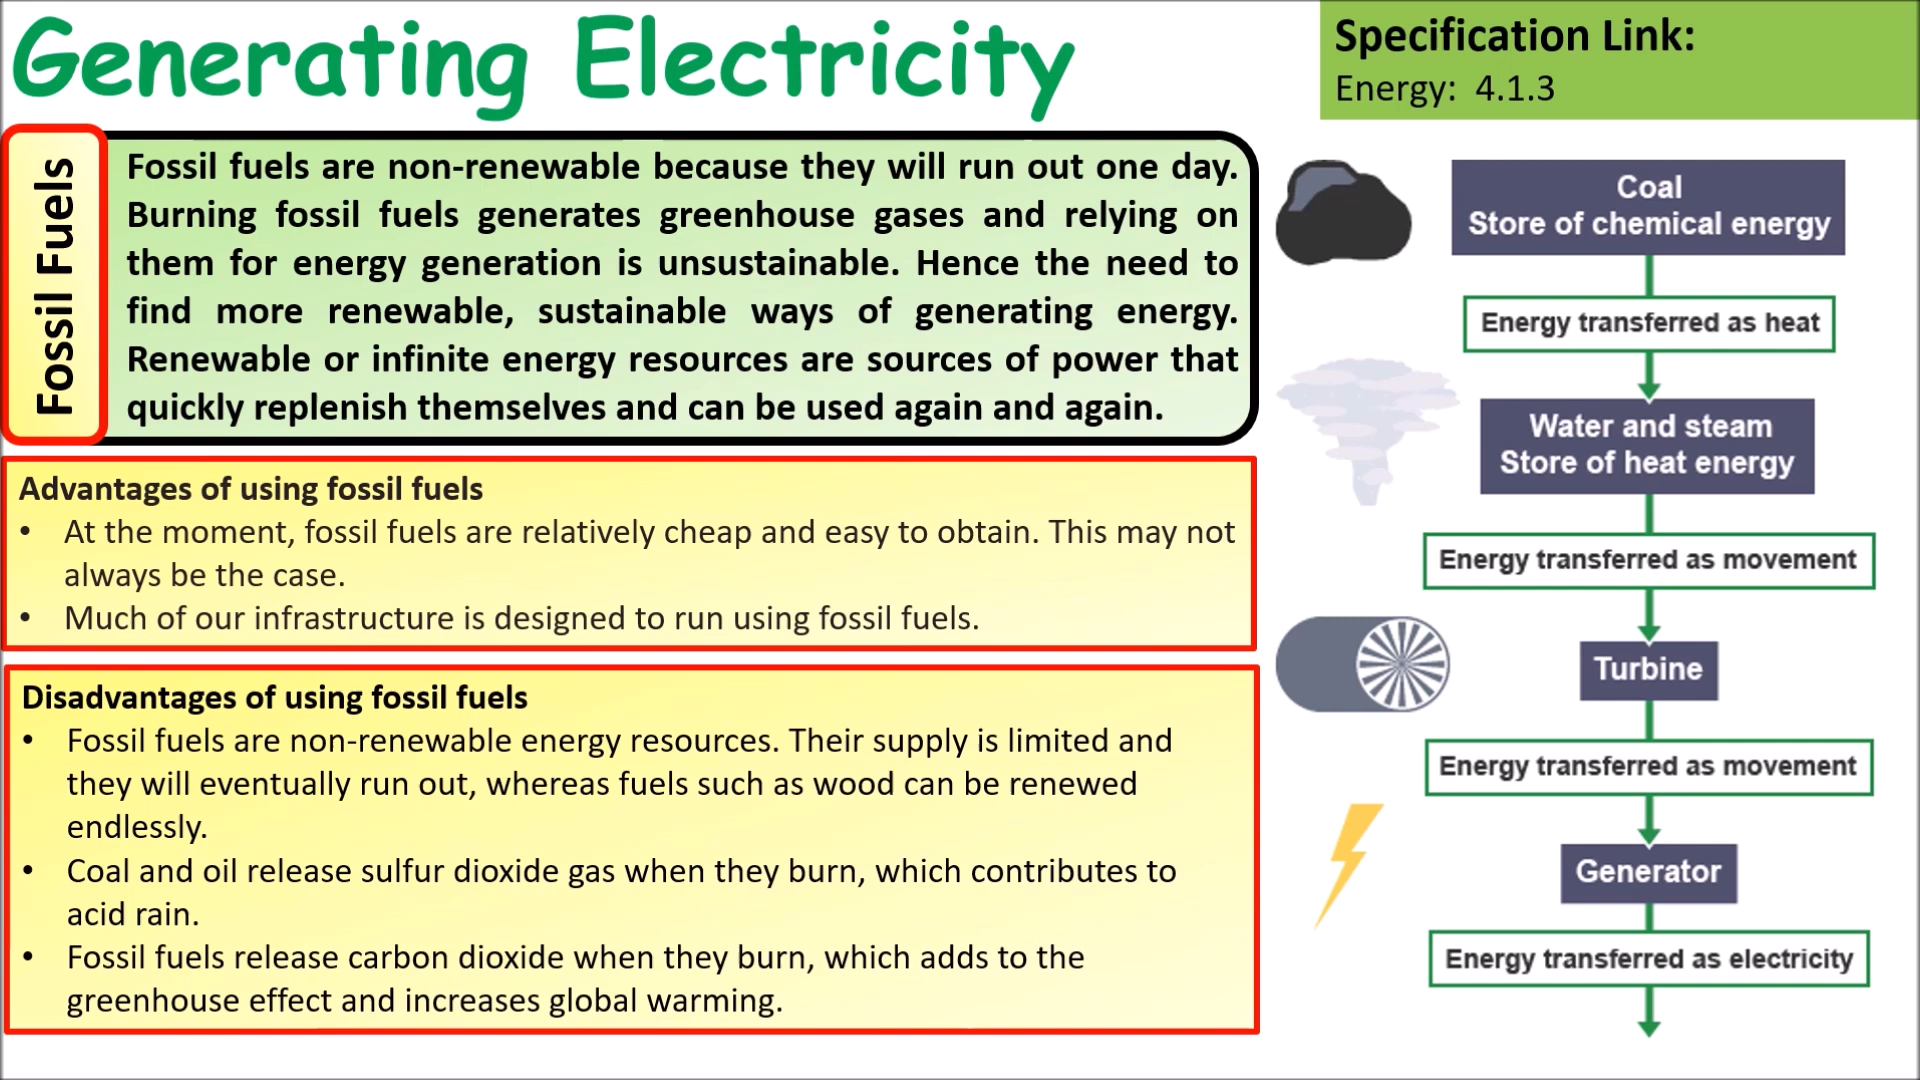 Generating Electricity
Specification Link:
Energy:  4.1.3
Fossil Fuels
Fossil fuels are non-renewable because they will run out one day.
Burning fossil fuels generates greenhouse gases and relying on
them for energy generation is unsustainable. Hence the need to
find more renewable, sustainable ways of generating energy.
Renewable or infinite energy resources are sources of power that
quickly replenish themselves and can be used again and again.
Advantages of using fossil fuels
• At the moment, fossil fuels are relatively cheap and easy to obtain. This may not
always be the case.
• Much of our infrastructure is designed to run using fossil fuels.
Disadvantages of using fossil fuels
• Fossil fuels are non-renewable energy resources. Their supply is limited and
they will eventually run out, whereas fuels such as wood can be renewed
endlessly.
• Coal and oil release sulfur dioxide gas when they burn, which contributes to
acid rain.
• Fossil fuels release carbon dioxide when they burn, which adds to the
greenhouse effect and increases global warming.
Coal
Store of chemical energy
Energy transferred as heat
Water and steam
Store of heat energy
Energy transferred as movement
Turbine
Energy transferred as movement
Generator
Energy transferred as electricity